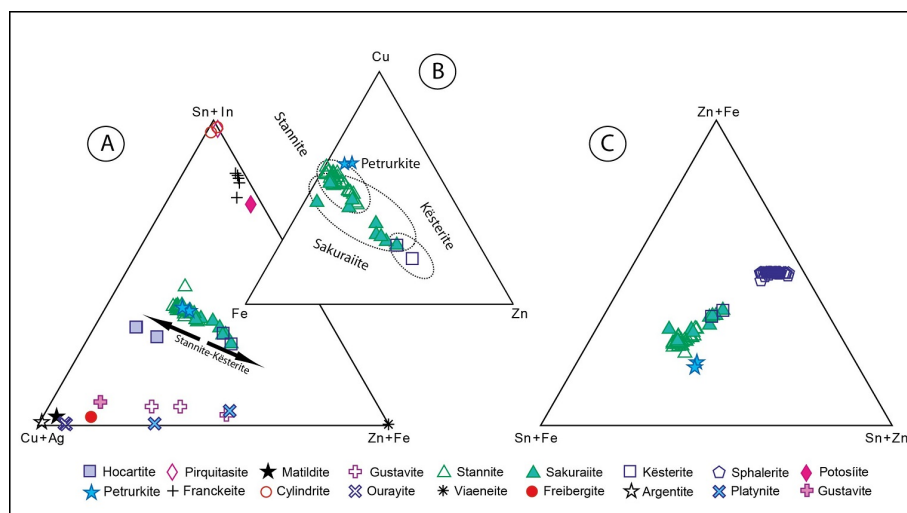 Cu
B
Sn+In
A
Stannite
Petrurkite
Kësterite
Sakuraiite
Fe
Zn
Stannite-Kësterite
Cu+Ag
Zn+Fe
Zn+Fe
C
Sn+Fe
Sn+Zn
Hocartite Pirquitasite Matildite Gustavite Stannite Sakuraiite Kësterite Sphalerite Potosliite
Petrurkite Franckeite Cylindrite Ourayite Viaeneite Freibergite Argentite Platynite Gustavite